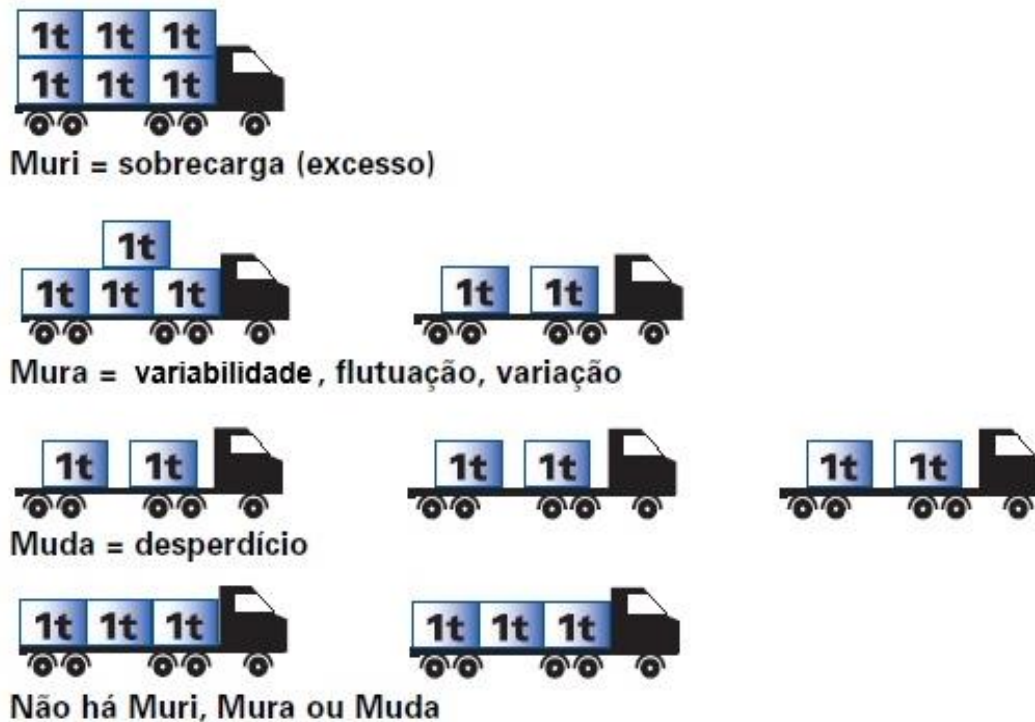 1t 1t 1t
1t 1t 1t
Muri = sobrecarga (excesso)
1t
1t 1t 1t 1t 1t
Mura = variabilidade, flutuação, variação
1t 1t 1t 1t 1t 1t
Muda = desperdício
1t 1t 1t 1t 1t 1t
Não há Muri, Mura ou Muda